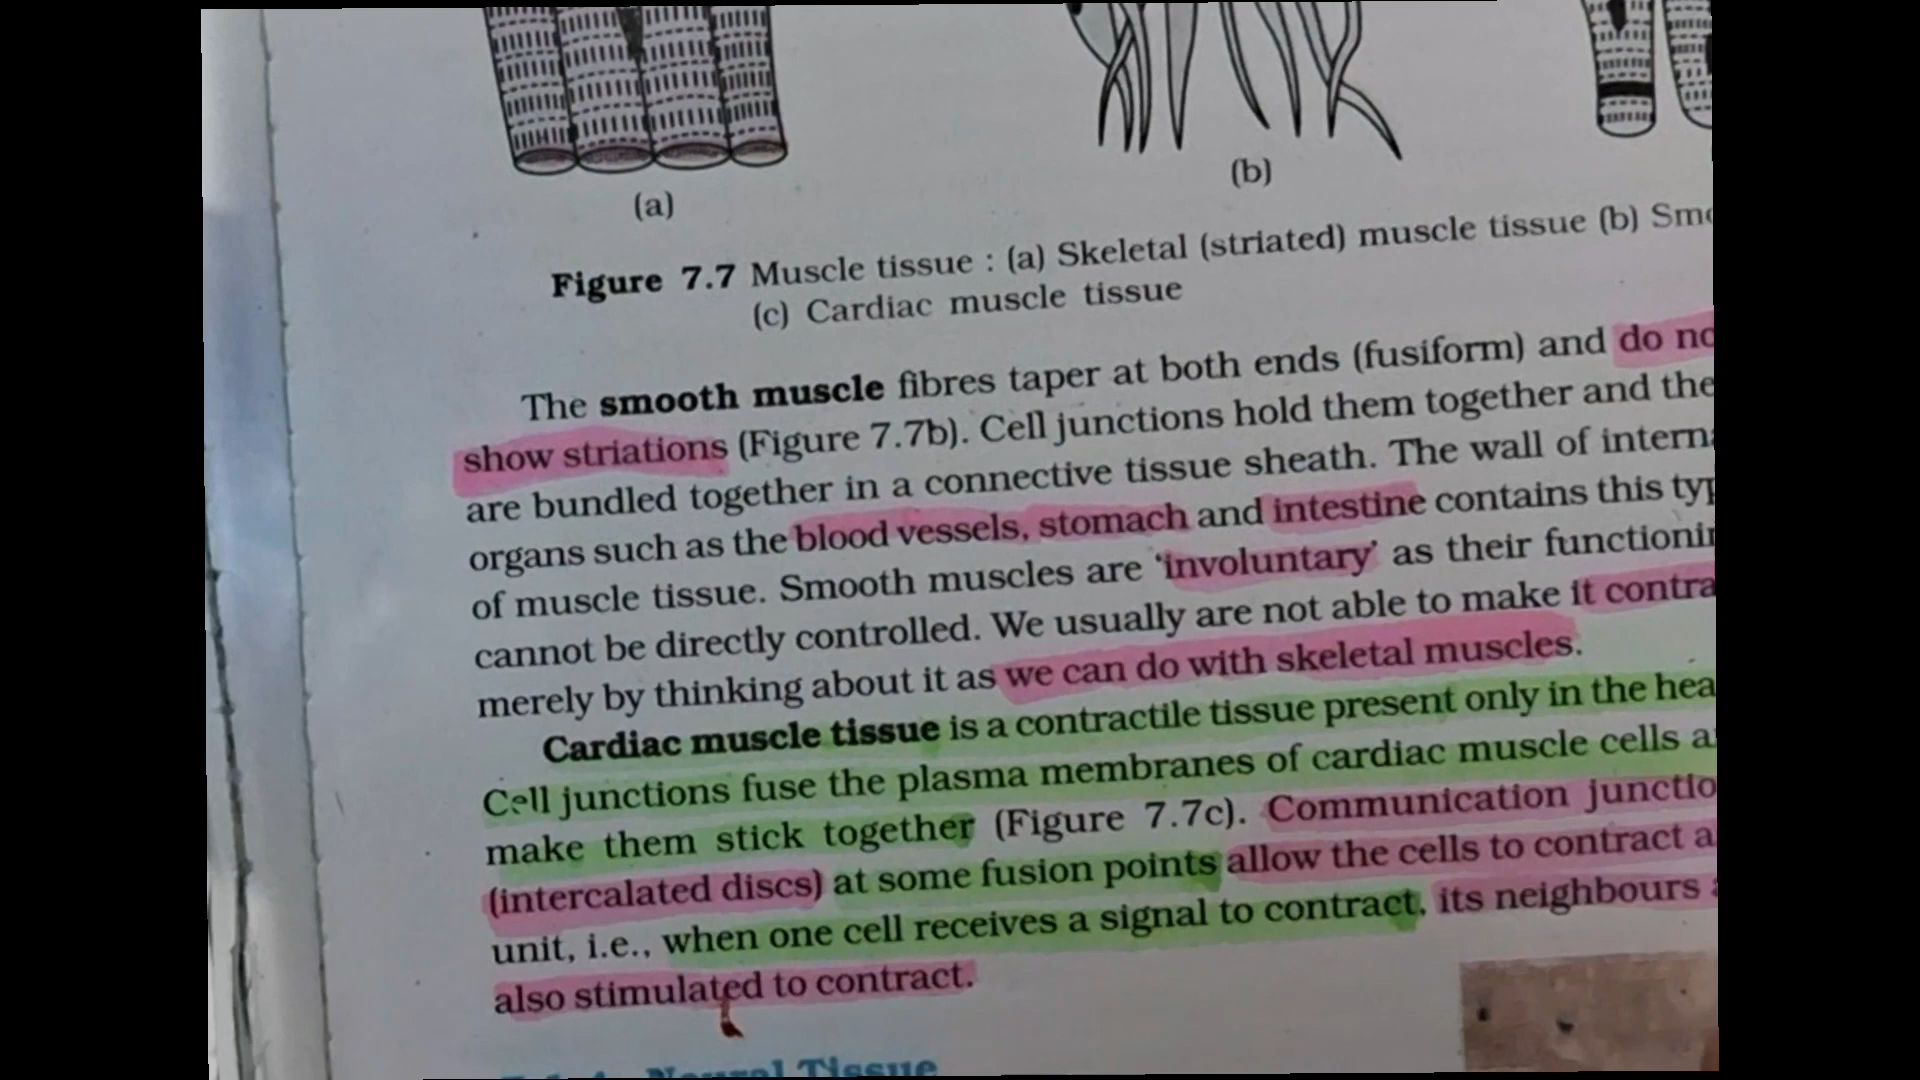 (a)
(b)
Figure 7.7 Muscle tissue : (a) Skeletal (striated) muscle tissue (b) Smo
(c) Cardiac muscle tissue
The smooth muscle fibres taper at both ends (fusiform) and do no
show striations (Figure 7.7b). Cell junctions hold them together and the
are bundled together in a connective tissue sheath. The wall of intern
organs such as the blood vessels, stomach and intestine contains this typ
of muscle tissue. Smooth muscles are ‘involuntary’ as their functionin
cannot be directly controlled. We usually are not able to make it contra
merely by thinking about it as we can do with skeletal muscles.
Cardiac muscle tissue is a contractile tissue present only in the hea
Cell junctions fuse the plasma membranes of cardiac muscle cells a
make them stick together (Figure 7.7c). Communication junctio
(intercalated discs) at some fusion points allow the cells to contract a
unit, i.e., when one cell receives a signal to contract, its neighbours
also stimulated to contract.
Neural Tissue